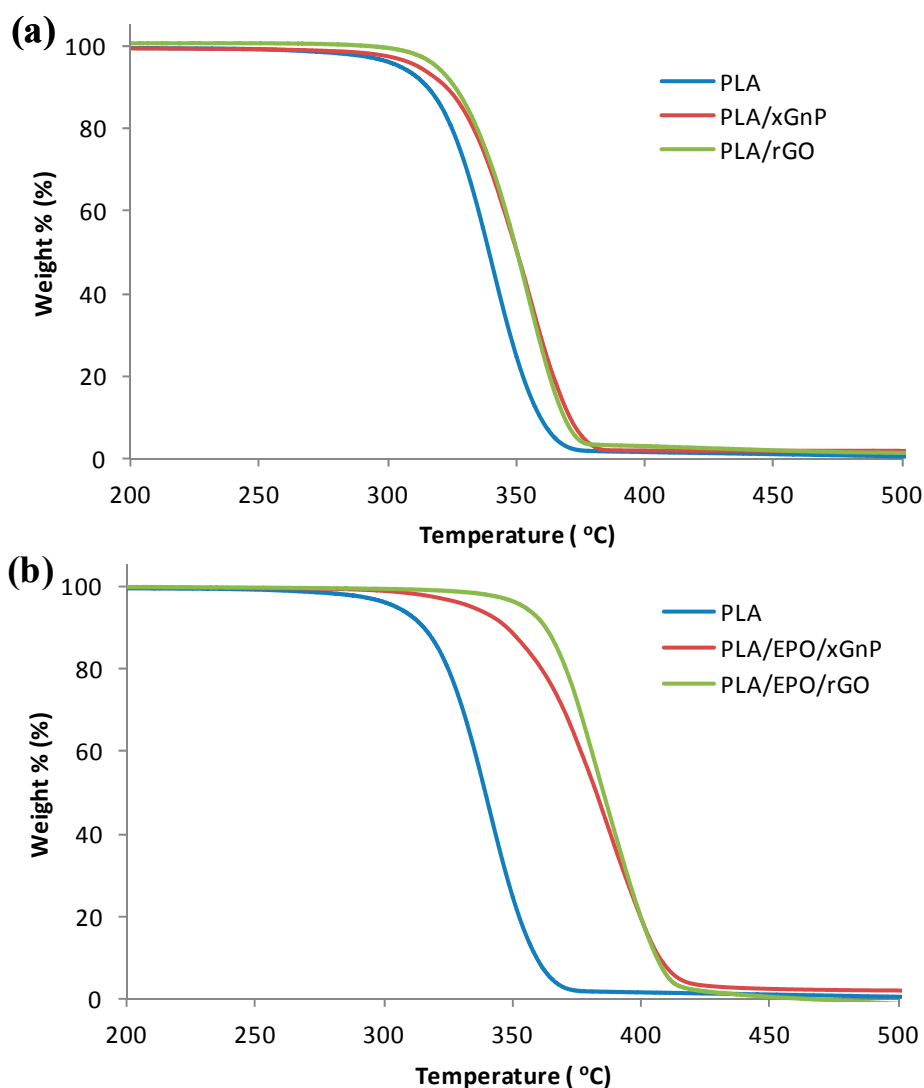 (a)
100
80
60
40
20
0
Weight % (%)
PLA
PLA/xGnP
PLA/rGO
200 250 300 350 400 450 500
Temperature ( ᵒC)
(b)
100
80
60
40
20
0
Weight % (%)
PLA
PLA/EPO/xGnP
PLA/EPO/rGO
200 250 300 350 400 450 500
Temperature ( ᵒC)